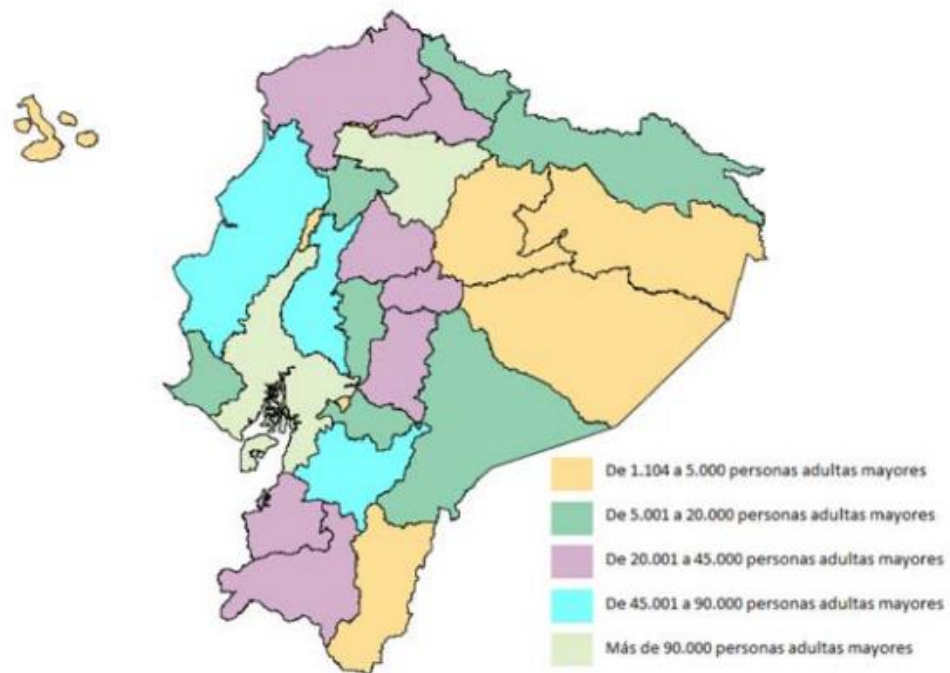 De 1.104 a 5.000 personas adultas mayores
De 5.001 a 20.000 personas adultas mayores
De 20.001 a 45.000 personas adultas mayores
De 45.001 a 90.000 personas adultas mayores
Más de 90.000 personas adultas mayores